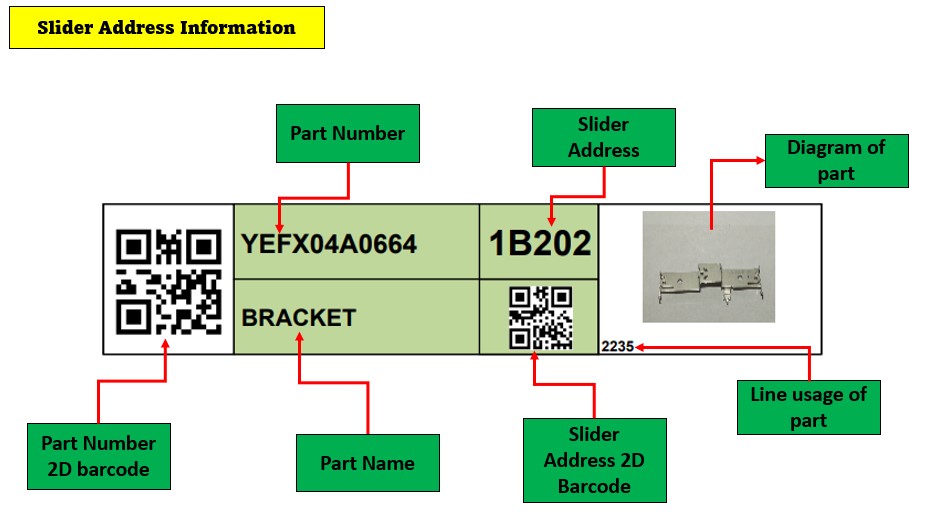 Slider Address Information
Part Number
Slider
Address
Diagram of
part
YEFX04A0664
1B202
BRACKET
2235
Line usage of
part
Part Number
2D barcode
Part Name
Slider
Address 2D
Barcode